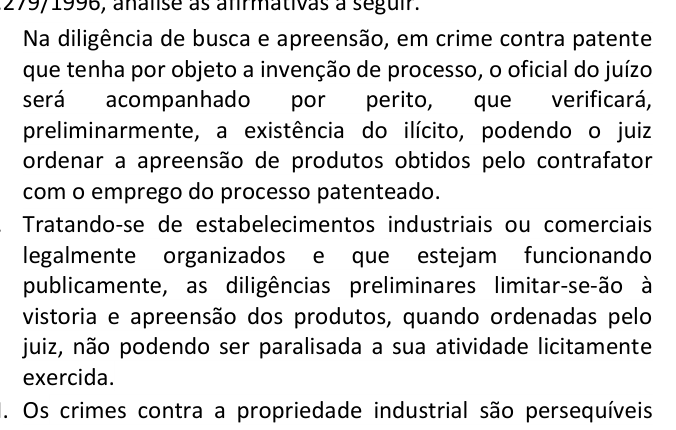 .279/1996, analise as afirmativas a seguir.
Na diligência de busca e apreensão, em crime contra patente
que tenha por objeto a invenção de processo, o oficial do juízo
será acompanhado por perito, que verificará,
preliminarmente, a existência do ilícito, podendo o juiz
ordenar a apreensão de produtos obtidos pelo contrafator
com o emprego do processo patenteado.
. Tratando-se de estabelecimentos industriais ou comerciais
legalmente organizados e que estejam funcionando
publicamente, as diligências preliminares limitar-se-ão à
vistoria e apreensão dos produtos, quando ordenadas pelo
juiz, não podendo ser paralisada a sua atividade licitamente
exercida.
. Os crimes contra a propriedade industrial são persequíveis